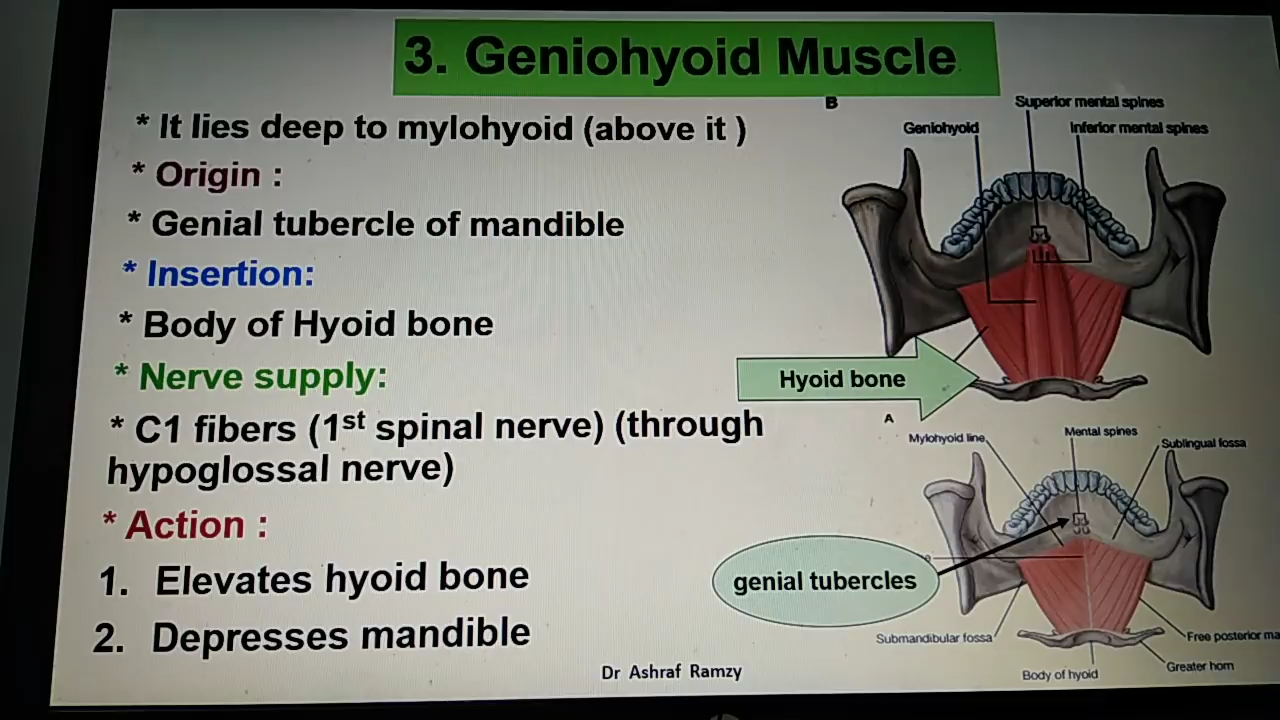 3. Geniohyoid Muscle
* It lies deep to mylohyoid (above it )
* Origin :
* Genial tubercle of mandible
* Insertion:
* Body of Hyoid bone
* Nerve supply:
* C1 fibers (1st spinal nerve) (through
hypoglossal nerve)
* Action :
1. Elevates hyoid bone
2. Depresses mandible
B
Superior mental spines
Geniohyoid
Inferior mental spines
Hyoid bone
A
Mylohyoid line
Mental spines
Sublingual fossa
genial tubercles
Submandibular fossa
Free posterior
Greater horn
Body of hyoid
Dr Ashraf Ramzy